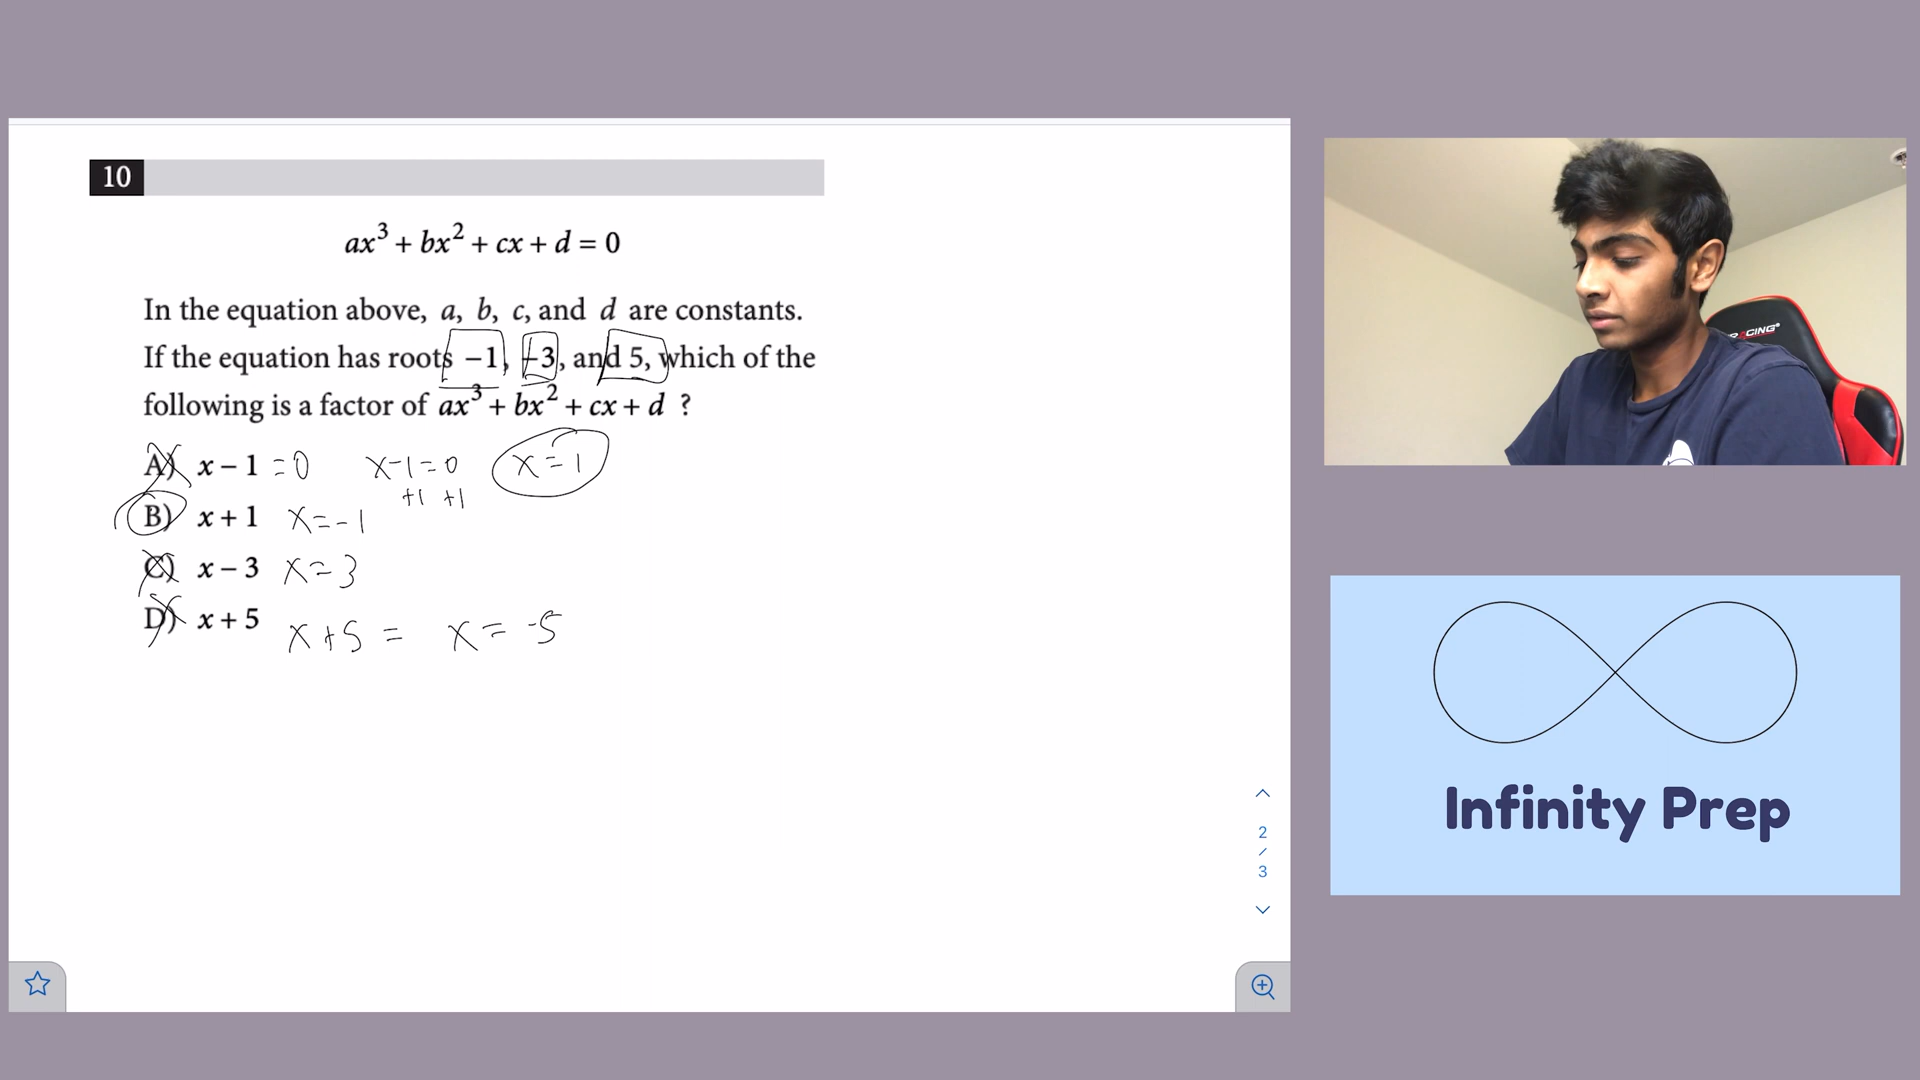 10
ax³ + bx² + cx + d = 0
In the equation above, a, b, c, and d are constants.
If the equation has roots −1, −3, and 5, which of the
following is a factor of ax³ + bx² + cx + d ?
A) x − 1 = 0 x-1=0 x=1
+1 +1
B) x + 1 x=-1
C) x − 3 x=3
D) x + 5 x+5= x=-5
2
/
3
RACING
Infinity Prep